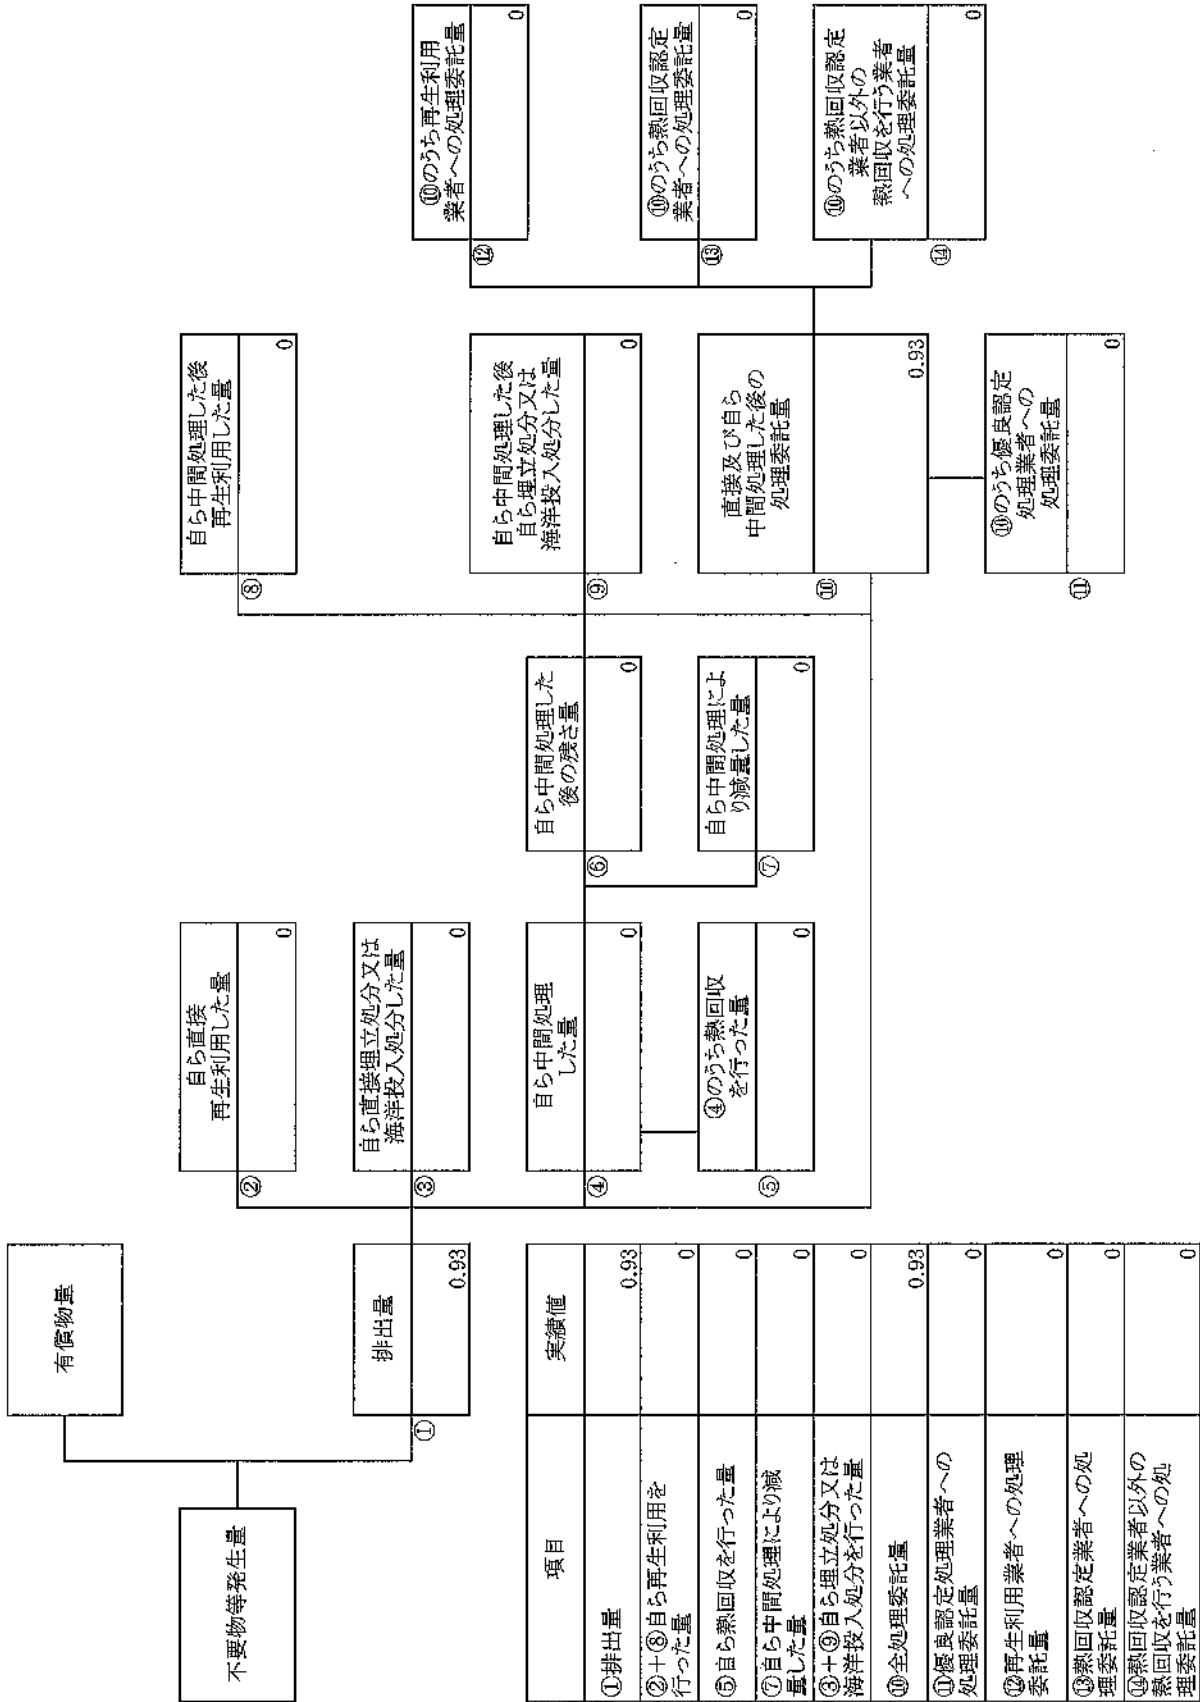 有償物量
不要物等発生量
①
排出量
0.93
②
自ら直接
再生利用した量
0
③
自ら直接埋立処分又は
海洋投入処分した量
0
④
自ら中間処理
した量
0
⑤
④のうち熱回収
を行った量
0
⑥
自ら中間処理した
後の残さ量
0
⑦
自ら中間処理によ
り減量した量
0
⑧
自ら中間処理した後
再生利用した量
0
⑨
自ら中間処理した後
自ら埋立処分又は
海洋投入処分した量
0
⑩
直接及び自ら
中間処理した後の
処理委託量
0.93
⑪
⑩のうち優良認定
処理業者への
処理委託量
0
⑫
⑩のうち再生利用
業者への処理委託量
0
⑬
⑩のうち熱回収認定
業者への処理委託量
0
⑭
⑩のうち熱回収認定
業者以外の
熱回収を行う業者
への処理委託量
0
項目
実績値
①排出量
0.93
②＋⑧自ら再生利用を
行った量
0
⑤自ら熱回収を行った量
0
⑦自ら中間処理により減
量した量
0
③＋⑨自ら埋立処分又は
海洋投入処分を行った量
0
⑩全処理委託量
0.93
⑪優良認定処理業者への
処理委託量
0
⑫再生利用業者への処理
委託量
0
⑬熱回収認定業者への処
理委託量
0
⑭熱回収認定業者以外の
熱回収を行う業者への処
理委託量
0